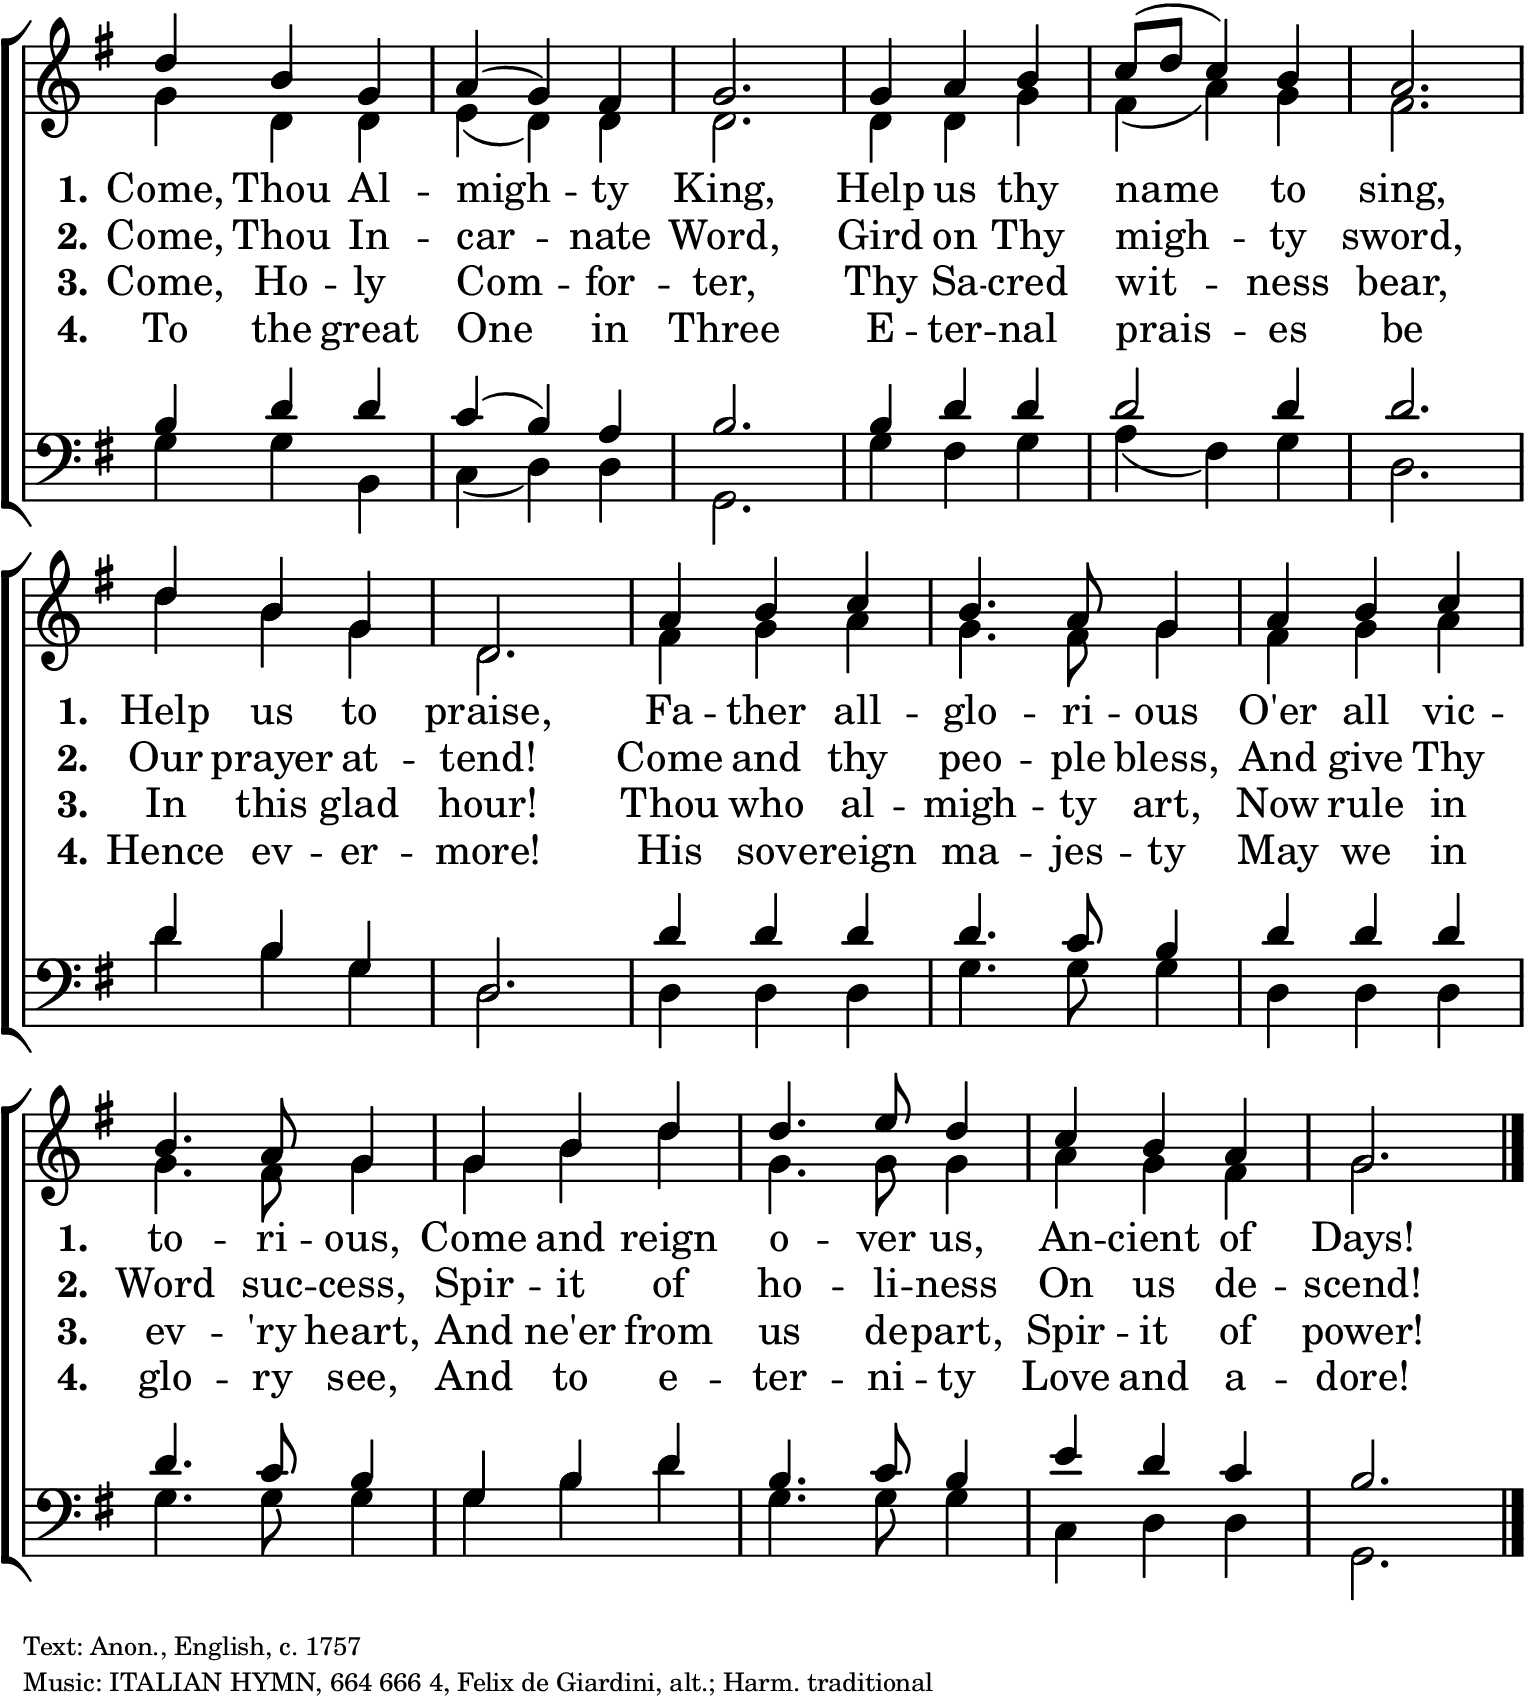 1. Come, Thou Al - migh - ty King, Help us thy name to sing,
2. Come, Thou In - car - nate Word, Gird on Thy migh - ty sword,
3. Come, Ho - ly Com - for - ter, Thy Sa - cred wit - ness bear,
4. To the great One in Three E - ter - nal prais - es be
1. Help us to praise, Fa - ther all - glo - ri - ous O'er all vic -
2. Our prayer at - tend! Come and thy peo - ple bless, And give Thy
3. In this glad hour! Thou who al - migh - ty art, Now rule in
4. Hence ev - er - more! His sovereign ma - jes - ty May we in
1. to - ri - ous, Come and reign o - ver us, An - cient of Days!
2. Word suc - cess, Spir - it of ho - li - ness On us de - scend!
3. ev - 'ry heart, And ne'er from us depart, Spir - it of power!
4. glo - ry see, And to e - ter - ni - ty Love and a - dore!
Text: Anon., English, c. 1757
Music: ITALIAN HYMN, 664 666 4, Felix de Giardini, alt.; Harm. traditional